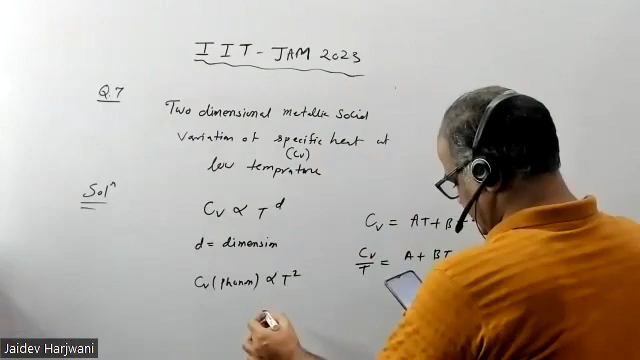 IIT-JAM 2023
Q.7
Two dimensional metallic solid
variation of specific heat at
(Cv)
low temprature
Solⁿ
Cv ∝ T^d
d = dimension
Cv (Phonon) ∝ T²
Cv = AT + B
Cv/T = A + BT
Jaidev Harjwani